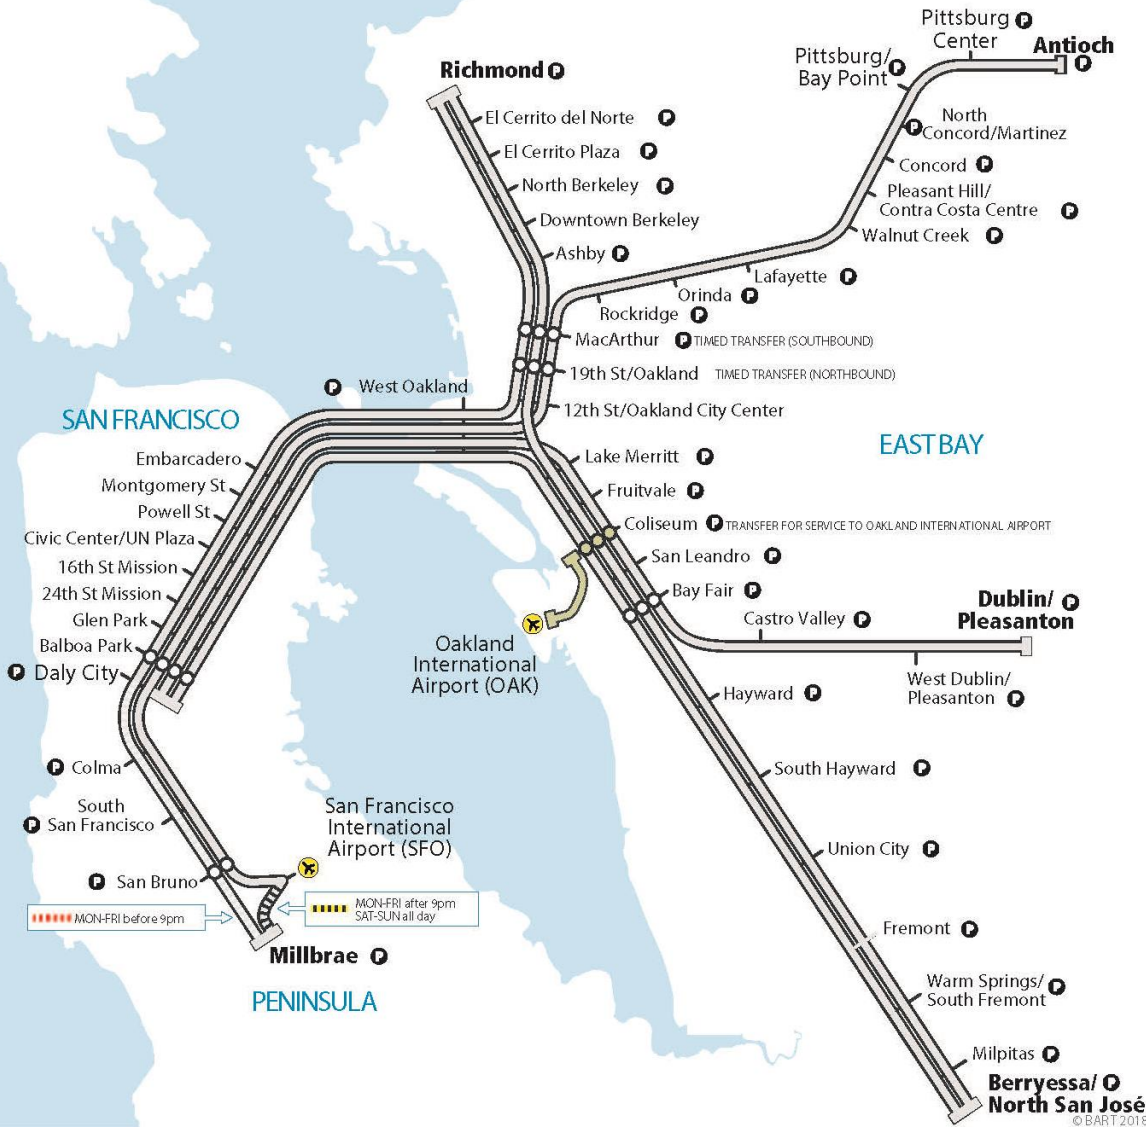 Pittsburg P
Center
Antioch
P
Pittsburg/ P
Bay Point
Richmond P
El Cerrito del Norte P
North
P Concord/Martinez
El Cerrito Plaza P
Concord P
North Berkeley P
Pleasant Hill/
Contra Costa Centre P
Downtown Berkeley
Walnut Creek P
Ashby P
Lafayette P
Orinda P
Rockridge P
MacArthur P TIMED TRANSFER (SOUTHBOUND)
19th St/Oakland TIMED TRANSFER (NORTHBOUND)
P West Oakland
12th St/Oakland City Center
SAN FRANCISCO
EAST BAY
Embarcadero
Lake Merritt P
Montgomery St
Fruitvale P
Powell St
Coliseum P TRANSFER FOR SERVICE TO OAKLAND INTERNATIONAL AIRPORT
Civic Center/UN Plaza
San Leandro P
16th St Mission
24th St Mission
Bay Fair P
Glen Park
Castro Valley P
Dublin/ P
Pleasanton
Balboa Park
P Daly City
Oakland
International
Airport (OAK)
West Dublin/
Pleasanton P
Hayward P
P Colma
South Hayward P
South
P San Francisco
San Francisco
International
Airport (SFO)
Union City P
P San Bruno
MON-FRI before 9pm
MON-FRI after 9pm
SAT-SUN all day
Fremont P
Millbrae P
Warm Springs/
South Fremont P
PENINSULA
Milpitas P
Berryessa/ P
North San José
© BART 2018